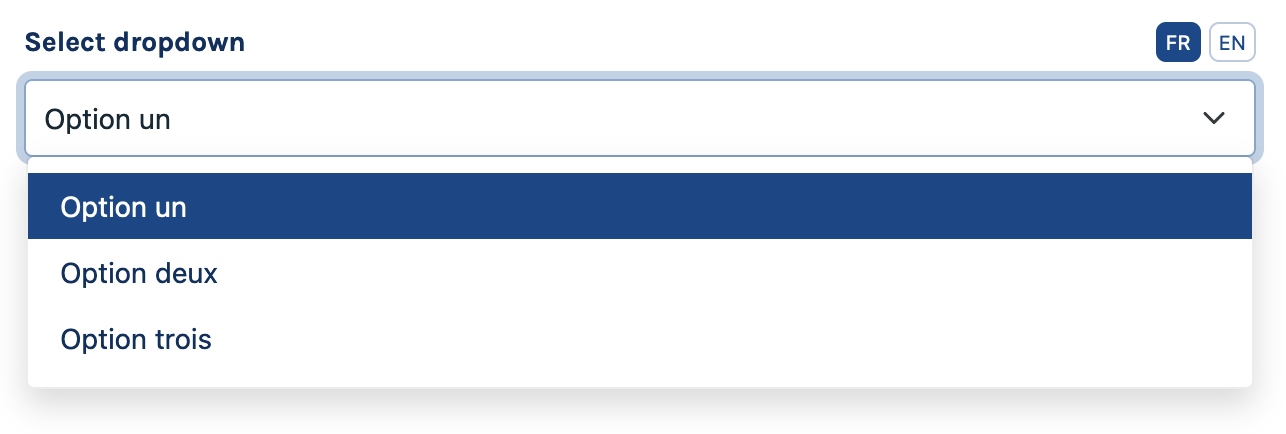 Select dropdown
FR EN
Option un
Option un
Option deux
Option trois